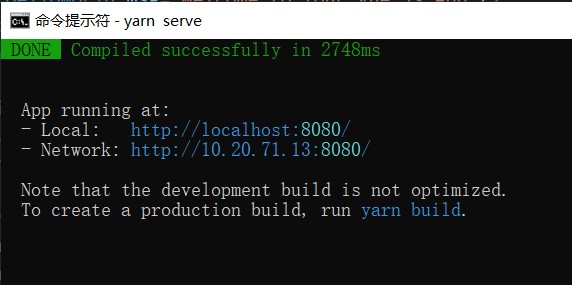 命令提示符 - yarn serve
DONE Compiled successfully in 2748ms
App running at:
- Local: http://localhost:8080/
- Network: http://10.20.71.13:8080/
Note that the development build is not optimized.
To create a production build, run yarn build.